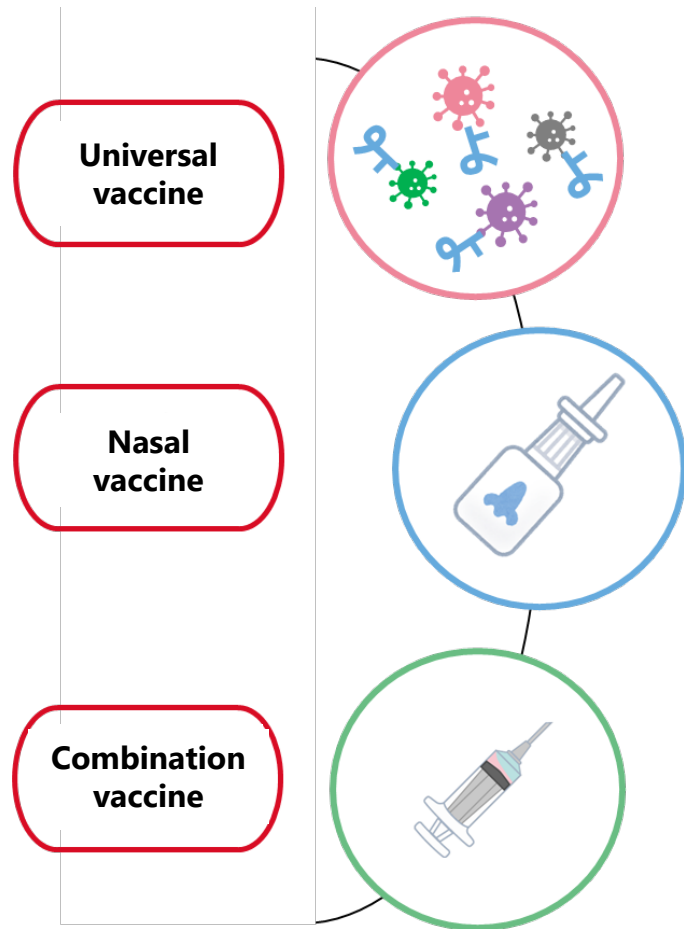 Universal
vaccine
Nasal
vaccine
Combination
vaccine